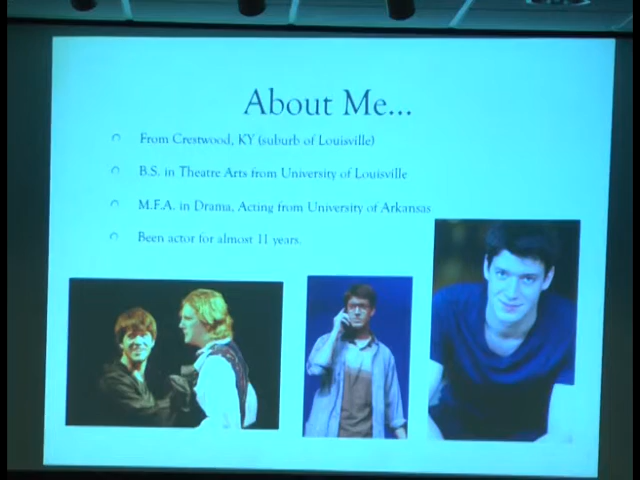 About Me...
From Crestwood, KY (suburb of Louisville)
B.S. in Theatre Arts from University of Louisville
M.F.A. in Drama, Acting from University of Arkansas
Been actor for almost 11 years.